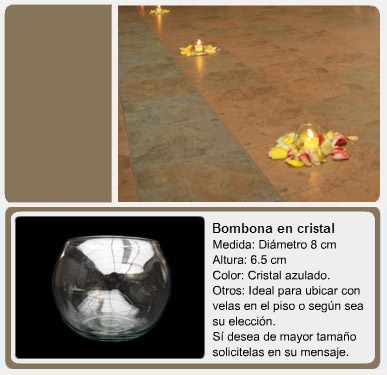 Bombona en cristal
Medida: Diámetro 8 cm
Altura: 6.5 cm
Color: Cristal azulado.
Otros: Ideal para ubicar con
velas en el piso o según sea
su elección.
Sí desea de mayor tamaño
solicitelas en su mensaje.